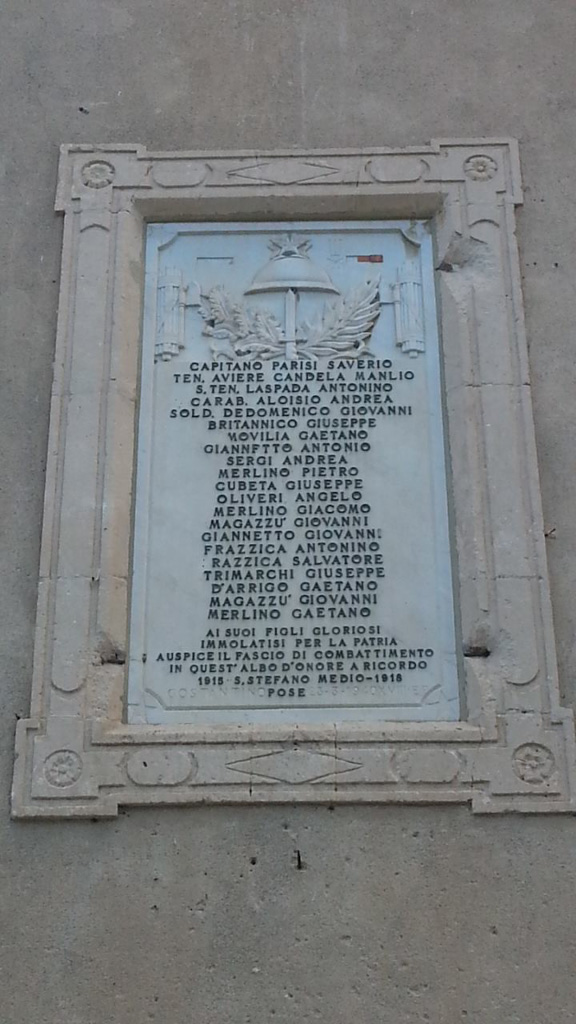 CAPITANO PARISI SAVERIO
TEN. AVIERE CANDELA MANLIO
S. TEN. LASPADA ANTONINO
CARAB. ALOISIO ANDREA
SOLD. DEDOMENICO GIOVANNI
BRITANNICO GIUSEPPE
MOVILIA GAETANO
GIANNETTO ANTONIO
SERGI ANDREA
MERLINO PIETRO
CUBETA GIUSEPPE
OLIVERI ANGELO
MERLINO GIACOMO
MAGAZZU' GIOVANNI
GIANNETTO GIOVANNI
FRAZZICA ANTONINO
RAZZICA SALVATORE
TRIMARCHI GIUSEPPE
D'ARRIGO GAETANO
MAGAZZU' GIOVANNI
MERLINO GAETANO
AI SUOI FIGLI GLORIOSI
IMMOLATISI PER LA PATRIA
AUSPICE IL FASCIO DI COMBATTIMENTO
IN QUEST'ALBO D'ONORE A RICORDO
1915 S. STEFANO MEDIO-1918
POSE